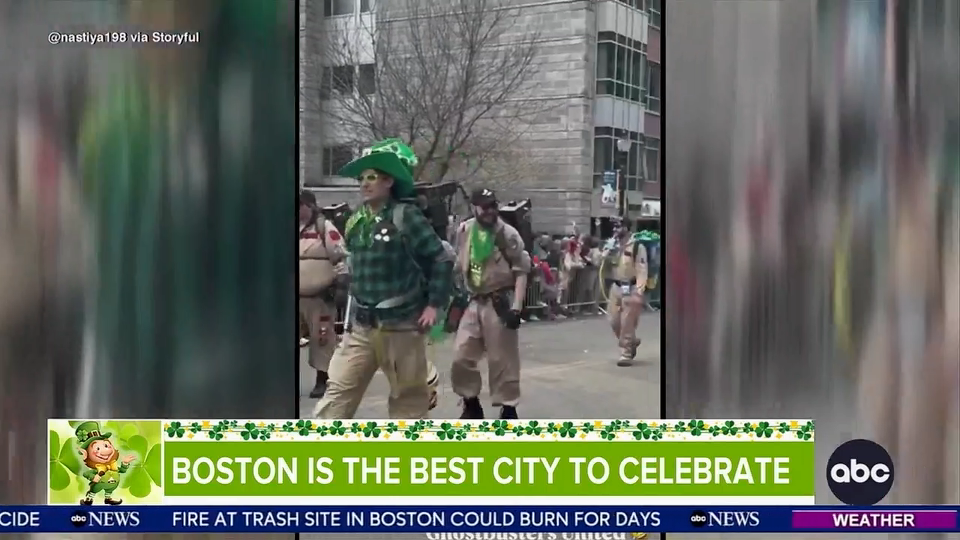 @nastiya198 via Storyful
BOSTON IS THE BEST CITY TO CELEBRATE
abc
CIDE abc NEWS FIRE AT TRASH SITE IN BOSTON COULD BURN FOR DAYS abc NEWS WEATHER
Ghostbusters United